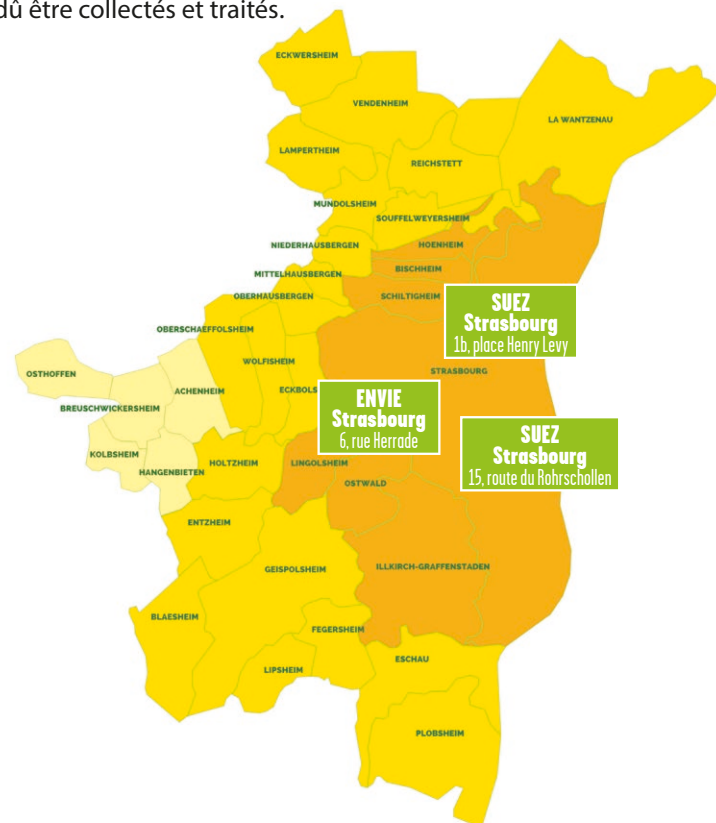 dû être collectés et traités.
ECKWERSHEIM
VENDENHEIM
LA WANTZENAU
LAMPERTHEIM
REICHSTETT
MUNDOLSHEIM
SOUFFELWEYERSHEIM
NIEDERHAUSBERGEN
HOENHEIM
MITTELHAUSBERGEN
BISCHHEIM
OBERHAUSBERGEN
SCHILTIGHEIM
SUEZ
Strasbourg
1b, place Henry Levy
OBERSCHAEFFOLSHEIM
WOLFISHEIM
STRASBOURG
OSTHOFFEN
ACHENHEIM
ECKBOLS
BREUSCHWICKERSHEIM
ENVIE
Strasbourg
6, rue Herrade
SUEZ
Strasbourg
15, route du Rohrschollen
KOLBSHEIM
HANGENBIETEN
HOLTZHEIM
LINGOLSHEIM
OSTWALD
ENTZHEIM
GEISPOLSHEIM
ILLKIRCH-GRAFFENSTADEN
BLAESHEIM
FEGERSHEIM
LIPSHEIM
ESCHAU
PLOBSHEIM